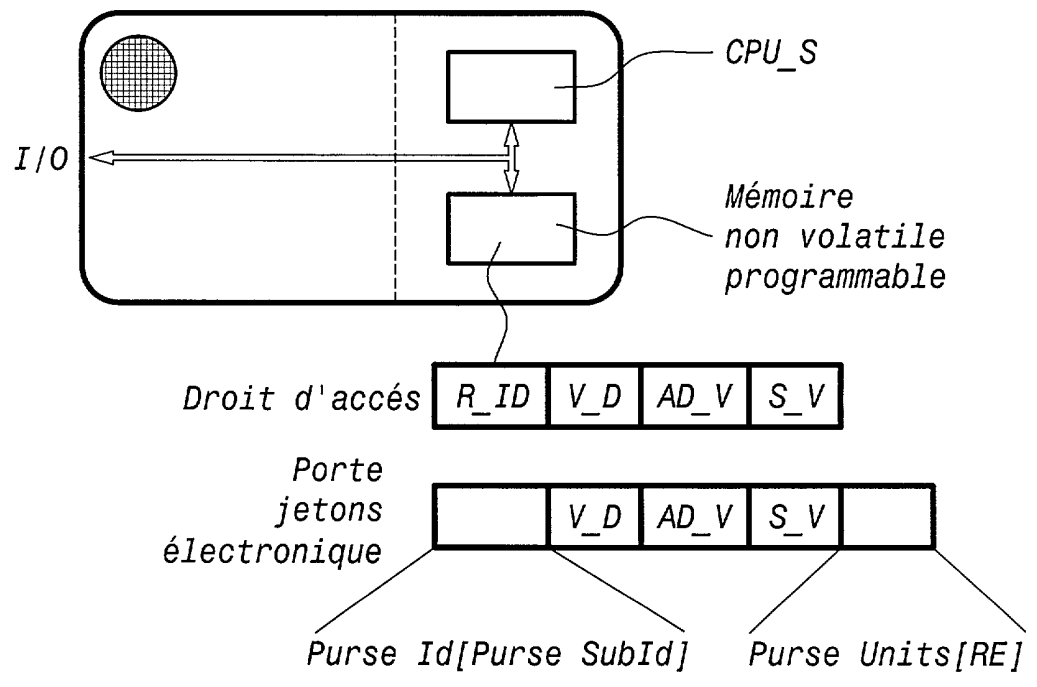 CPU_S
I/O
Mémoire
non volatile
programmable
Droit d'accés
R_ID
V_D
AD_V
S_V
Porte
jetons
électronique
V_D
AD_V
S_V
Purse Id[Purse SubId]
Purse Units[RE]